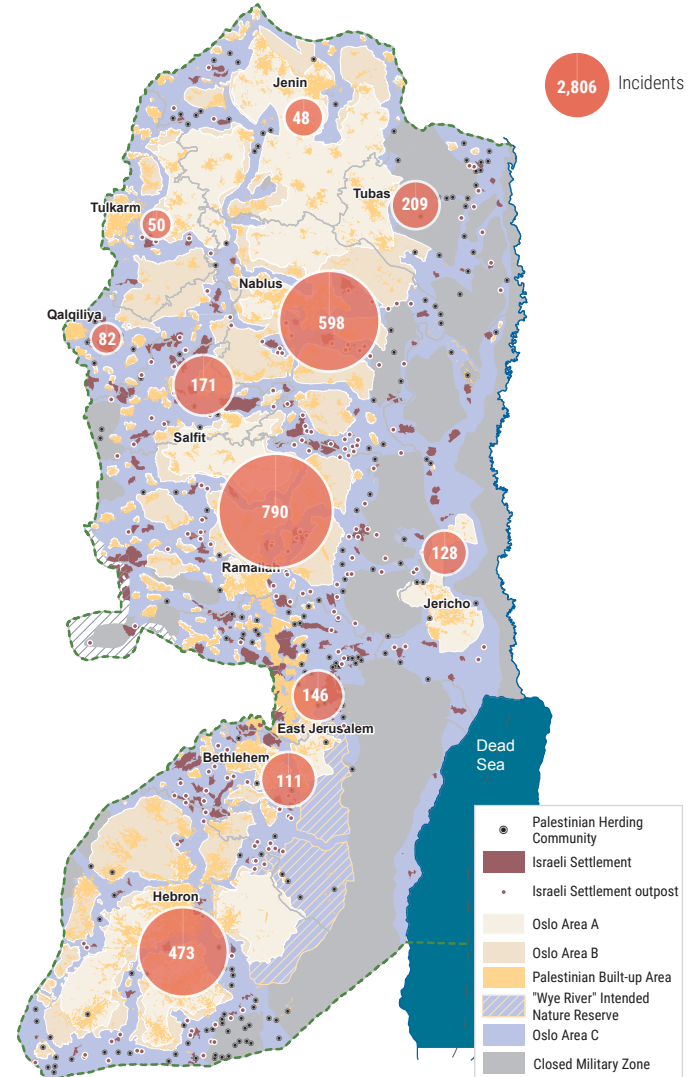 2,806
Incidents
Jenin
48
Tubas
209
Tulkarm
50
Nablus
598
Qalqiliya
82
171
Salfit
790
Ramallah
128
Jericho
146
East Jerusalem
Bethlehem
111
Hebron
473
Dead
Sea
Palestinian Herding
Community
Israeli Settlement
Israeli Settlement outpost
Oslo Area A
Oslo Area B
Palestinian Built-up Area
"Wye River" Intended
Nature Reserve
Oslo Area C
Closed Military Zone